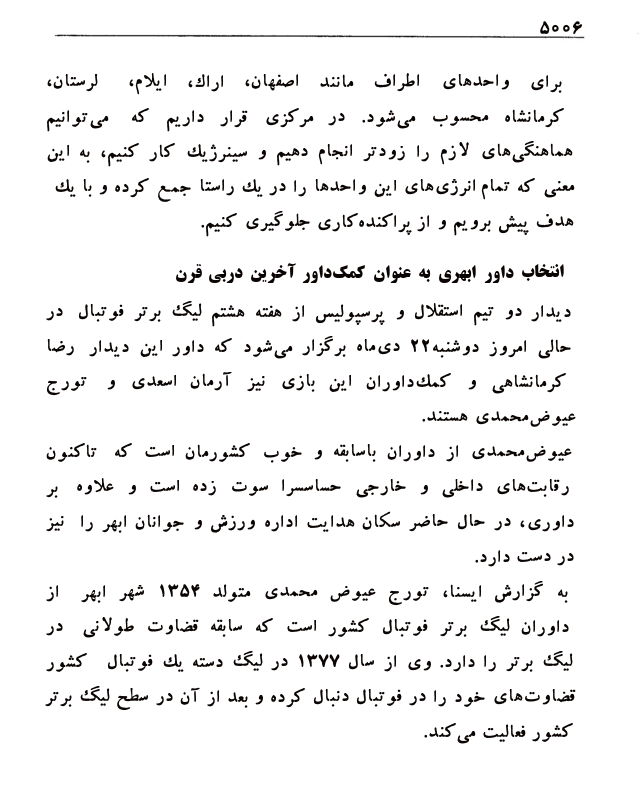 ۵۰۰۶
برای واحدهای اطراف مانند اصفهان، اراك، ایلام، لرستان،
کرمانشاه محسوب می‌شود. در مرکزی قرار داریم که می‌توانیم
هماهنگی‌های لازم را زودتر انجام دهیم و سینرژیك کار کنیم، به این
معنی که تمام انرژی‌های این واحدها را در یك راستا جمع کرده و با یك
هدف پیش برویم و از پراکنده‌کاری جلوگیری کنیم.
انتخاب داور ابهری به عنوان کمک‌داور آخرین دربی قرن
دیدار دو تیم استقلال و پرسپولیس از هفته هشتم لیگ برتر فوتبال در
حالی امروز دوشنبه۲۲ دی‌ماه برگزار می‌شود که داور این دیدار رضا
کرمانشاهی و کمك‌داوران این بازی نیز آرمان اسعدی و تورج
عیوض‌محمدی هستند.
عیوض‌محمدی از داوران باسابقه و خوب کشورمان است که تاکنون
رقابت‌های داخلی و خارجی حساسسرا سوت زده است و علاوه بر
داوری، در حال حاضر سکان هدایت اداره ورزش و جوانان ابهر را نیز
در دست دارد.
به گزارش ایسنا، تورج عیوض محمدی متولد ۱۳۵۴ شهر ابهر از
داوران لیگ برتر فوتبال کشور است که سابقه قضاوت طولانی در
لیگ برتر را دارد. وی از سال ۱۳۷۷ در لیگ دسته یك فوتبال کشور
قضاوت‌های خود را در فوتبال دنبال کرده و بعد از آن در سطح لیگ برتر
کشور فعالیت می‌کند.